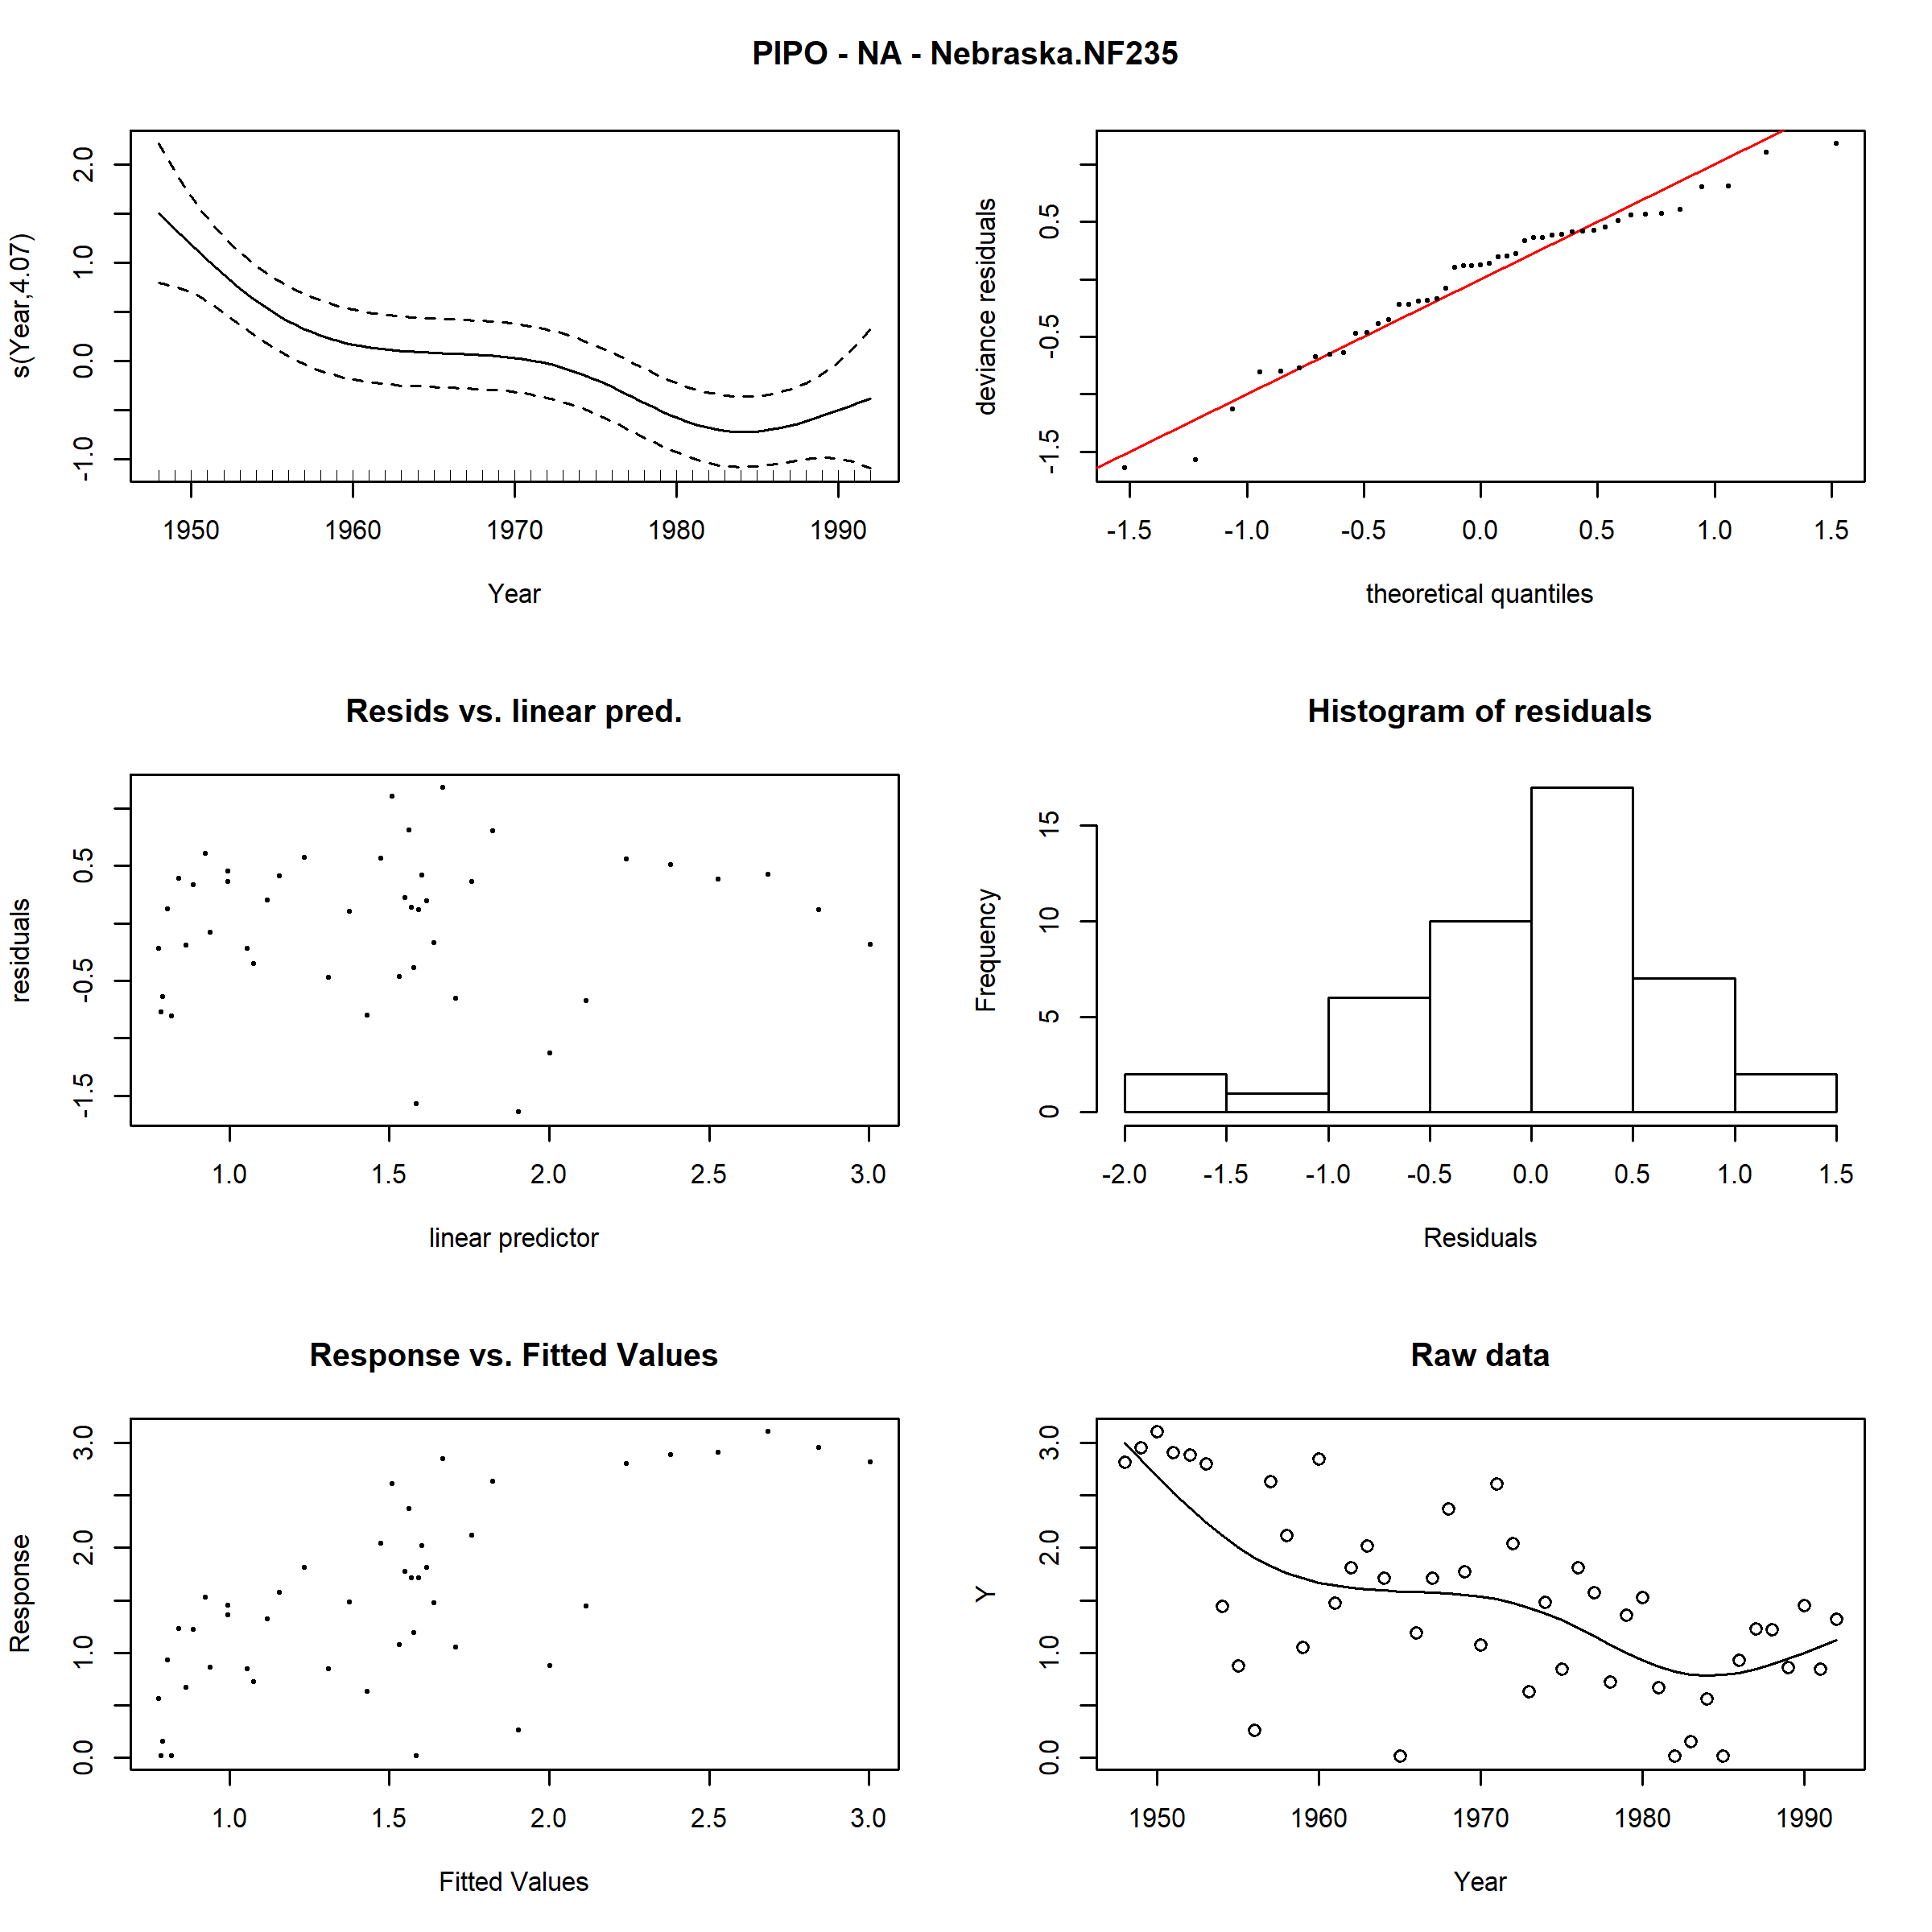 PIPO - NA - Nebraska.NF235
s(Year,4.07)
-1.0 0.0 1.0 2.0
1950 1960 1970 1980 1990
Year
deviance residuals
-1.5 -0.5 0.5
-1.5 -1.0 -0.5 0.0 0.5 1.0 1.5
theoretical quantiles
Resids vs. linear pred.
residuals
-1.5 -0.5 0.5
1.0 1.5 2.0 2.5 3.0
linear predictor
Histogram of residuals
Frequency
0 5 10 15
-2.0 -1.5 -1.0 -0.5 0.0 0.5 1.0 1.5
Residuals
Response vs. Fitted Values
Response
0.0 1.0 2.0 3.0
1.0 1.5 2.0 2.5 3.0
Fitted Values
Raw data
Y
0.0 1.0 2.0 3.0
1950 1960 1970 1980 1990
Year